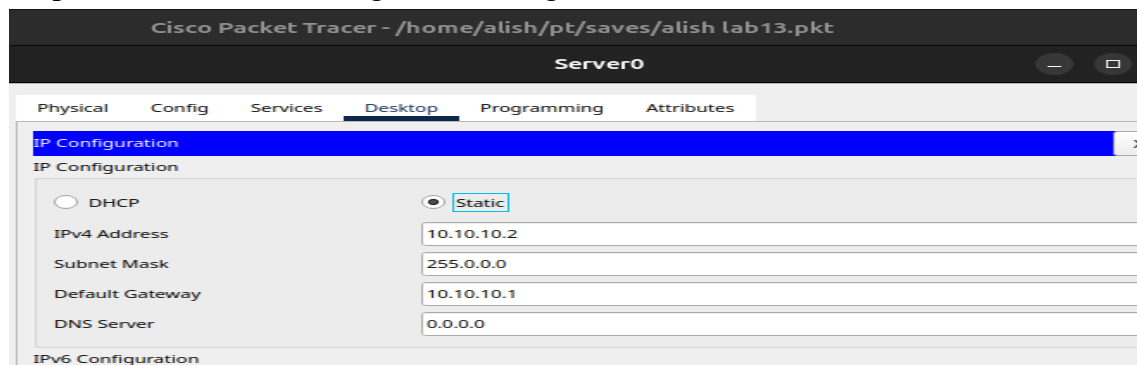 Cisco Packet Tracer - /home/alish/pt/saves/alish lab13.pkt
Server0
Physical Config Services Desktop Programming Attributes
IP Configuration
IP Configuration
DHCP Static
IPv4 Address 10.10.10.2
Subnet Mask 255.0.0.0
Default Gateway 10.10.10.1
DNS Server 0.0.0.0
IPv6 Configuration